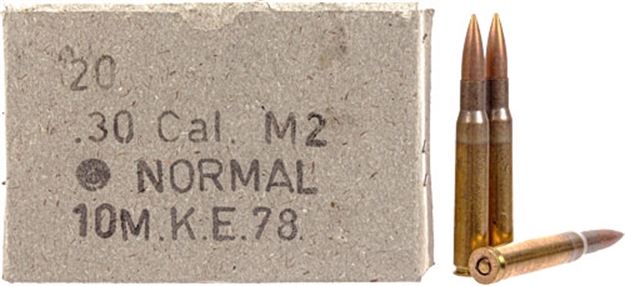 20
.30 Cal. M2
● NORMAL
10M.K.E.78